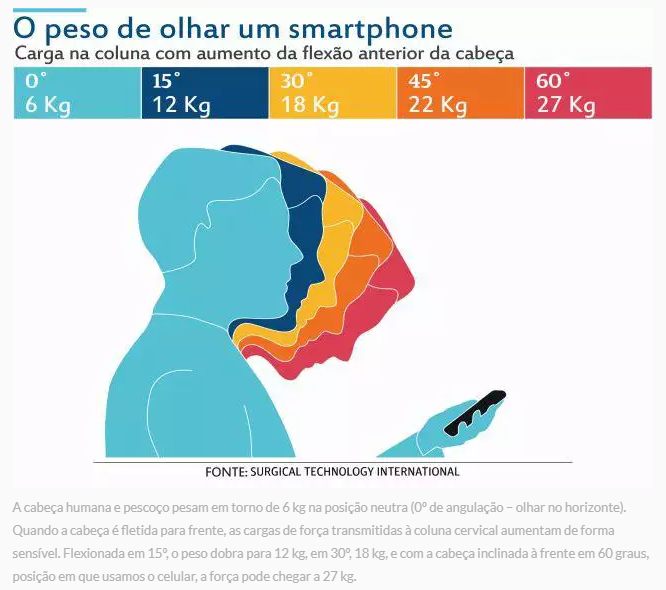 O peso de olhar um smartphone
Carga na coluna com aumento da flexão anterior da cabeça
0° 15° 30° 45° 60°
6 Kg 12 Kg 18 Kg 22 Kg 27 Kg
FONTE: SURGICAL TECHNOLOGY INTERNATIONAL
A cabeça humana e pescoço pesam em torno de 6 kg na posição neutra (0º de angulação – olhar no horizonte).
Quando a cabeça é fletida para frente, as cargas de força transmitidas à coluna cervical aumentam de forma
sensível. Flexionada em 15º, o peso dobra para 12 kg, em 30º, 18 kg, e com a cabeça inclinada à frente em 60 graus,
posição em que usamos o celular, a força pode chegar a 27 kg.